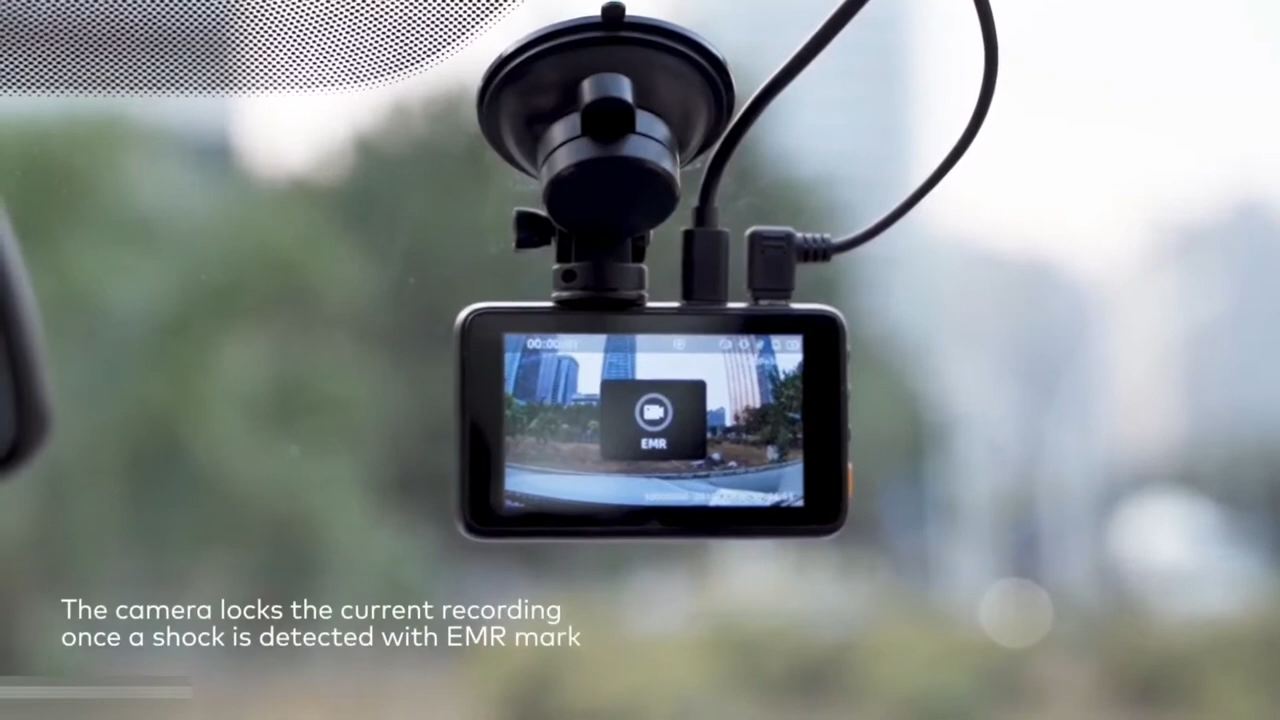 EMR
The camera locks the current recording
once a shock is detected with EMR mark